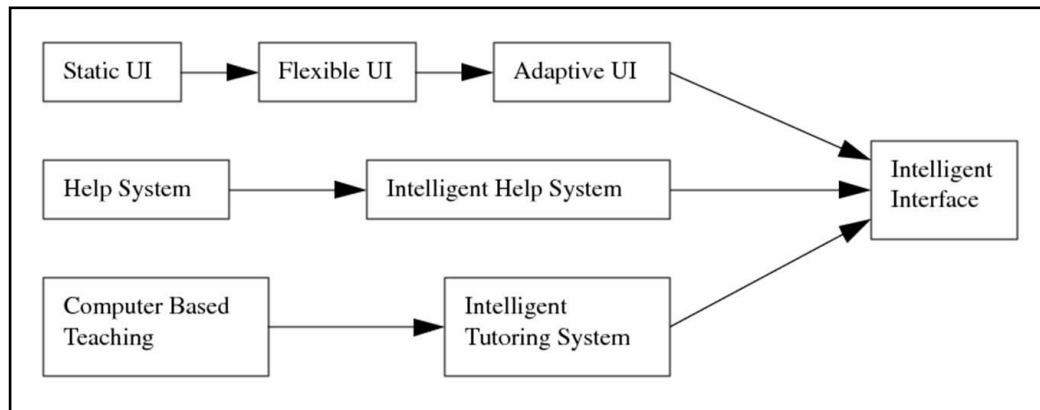 Static UI
Flexible UI
Adaptive UI
Help System
Intelligent Help System
Intelligent
Interface
Computer Based
Teaching
Intelligent
Tutoring System